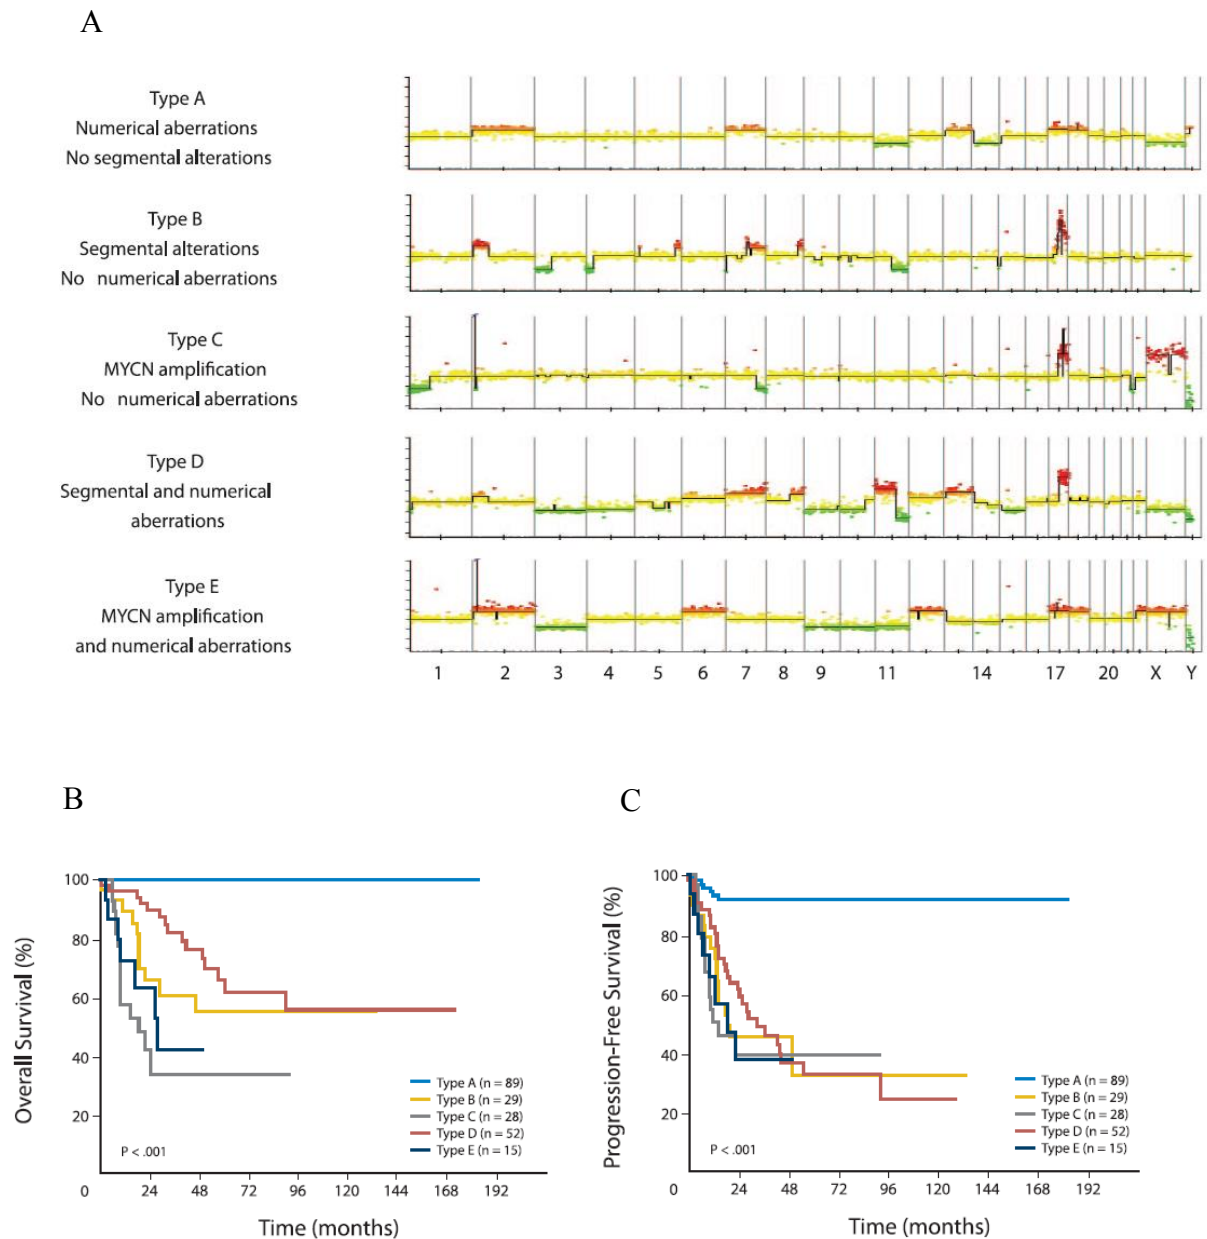 A
Type A
Numerical aberrations
No segmental alterations
Type B
Segmental alterations
No numerical aberrations
Type C
MYCN amplification
No numerical aberrations
Type D
Segmental and numerical
aberrations
Type E
MYCN amplification
and numerical aberrations
1 2 3 4 5 6 7 8 9 11 14 17 20 X Y
B
Overall Survival (%)
100
80
60
40
20
P < .001
Type A (n = 89)
Type B (n = 29)
Type C (n = 28)
Type D (n = 52)
Type E (n = 15)
0 24 48 72 96 120 144 168 192
Time (months)
C
Progression-Free Survival (%)
100
80
60
40
20
P < .001
Type A (n = 89)
Type B (n = 29)
Type C (n = 28)
Type D (n = 52)
Type E (n = 15)
0 24 48 72 96 120 144 168 192
Time (months)